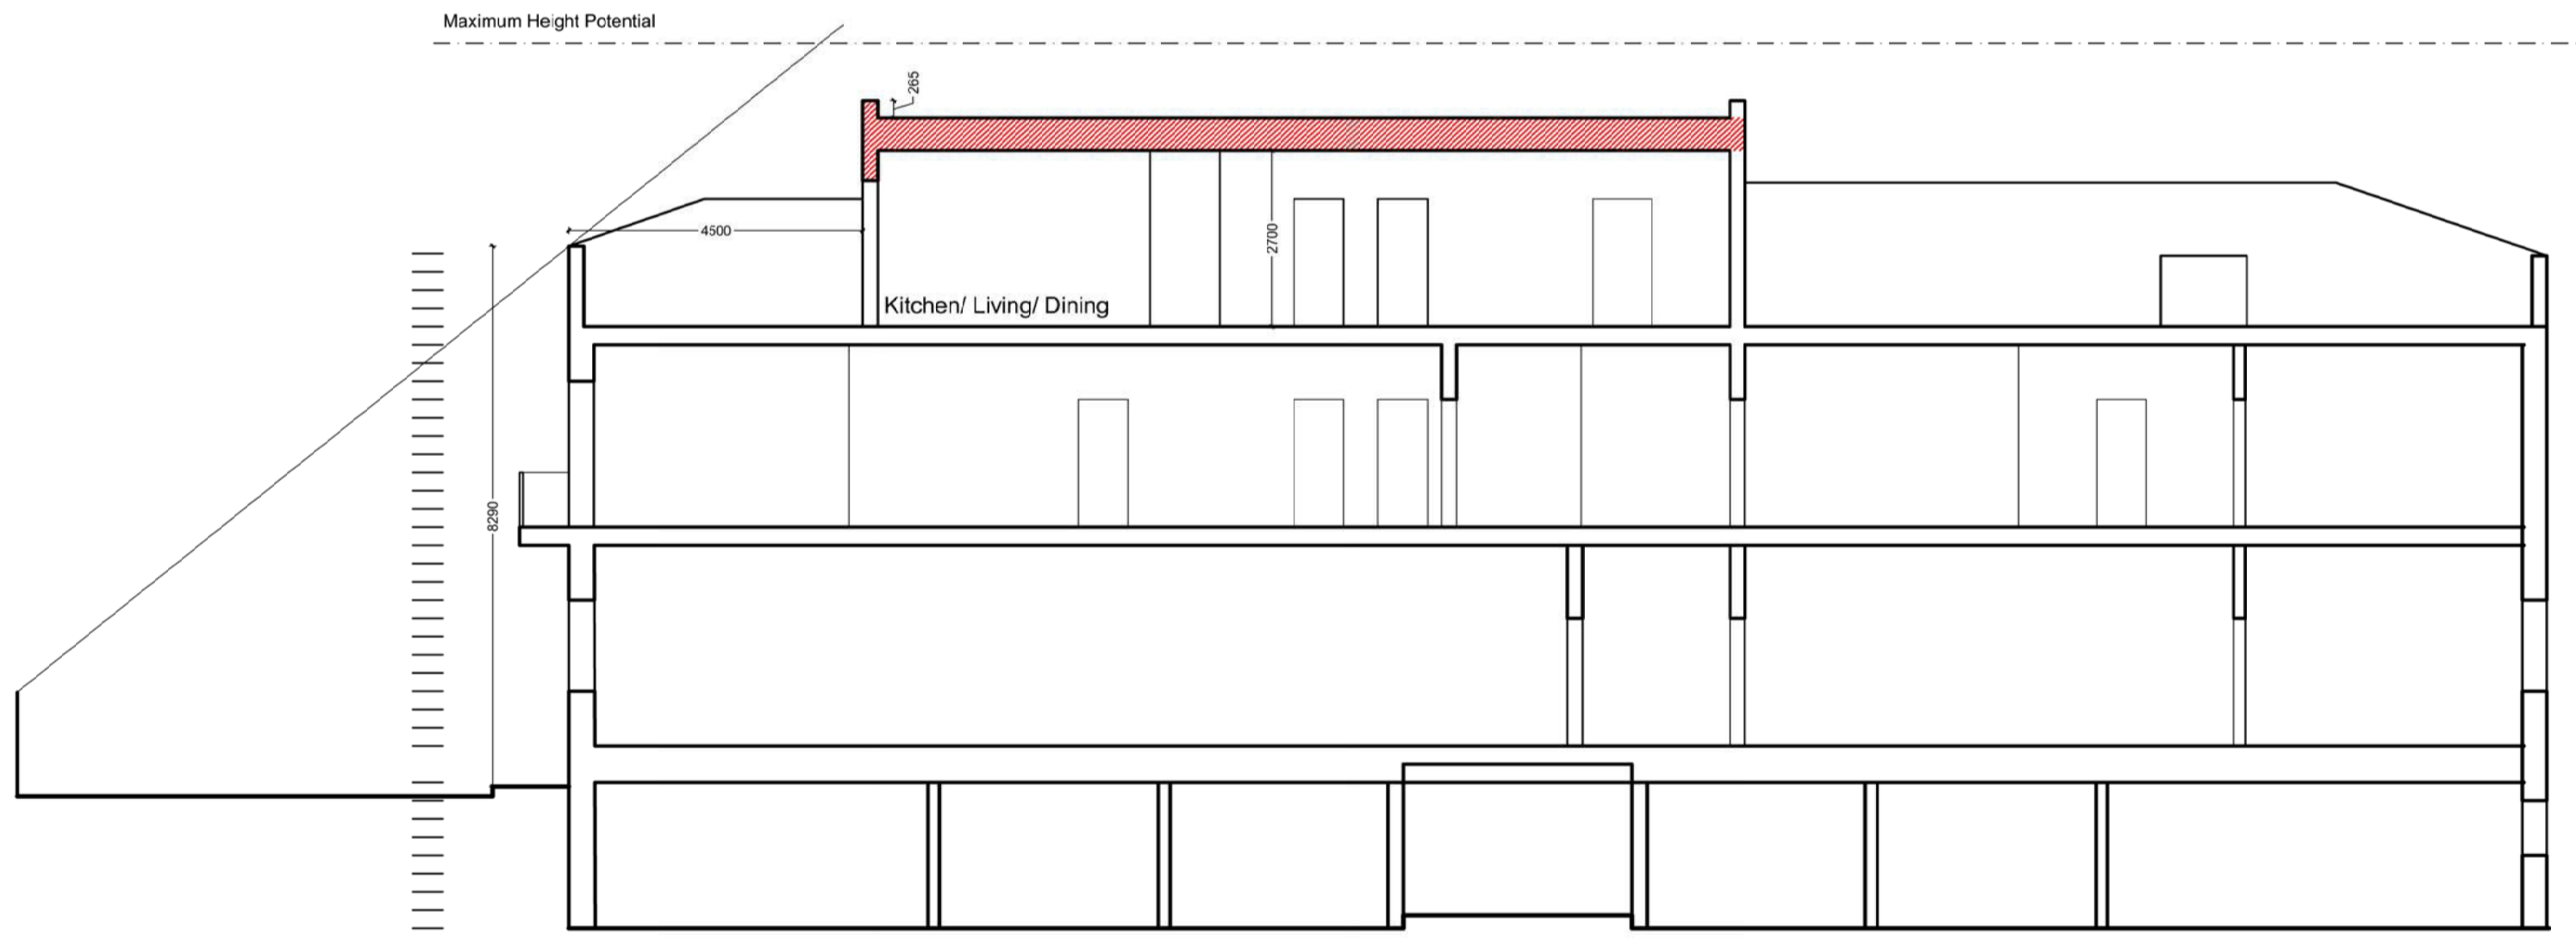 Maximum Height Potential
265
4500
2700
Kitchen/ Living/ Dining
8290